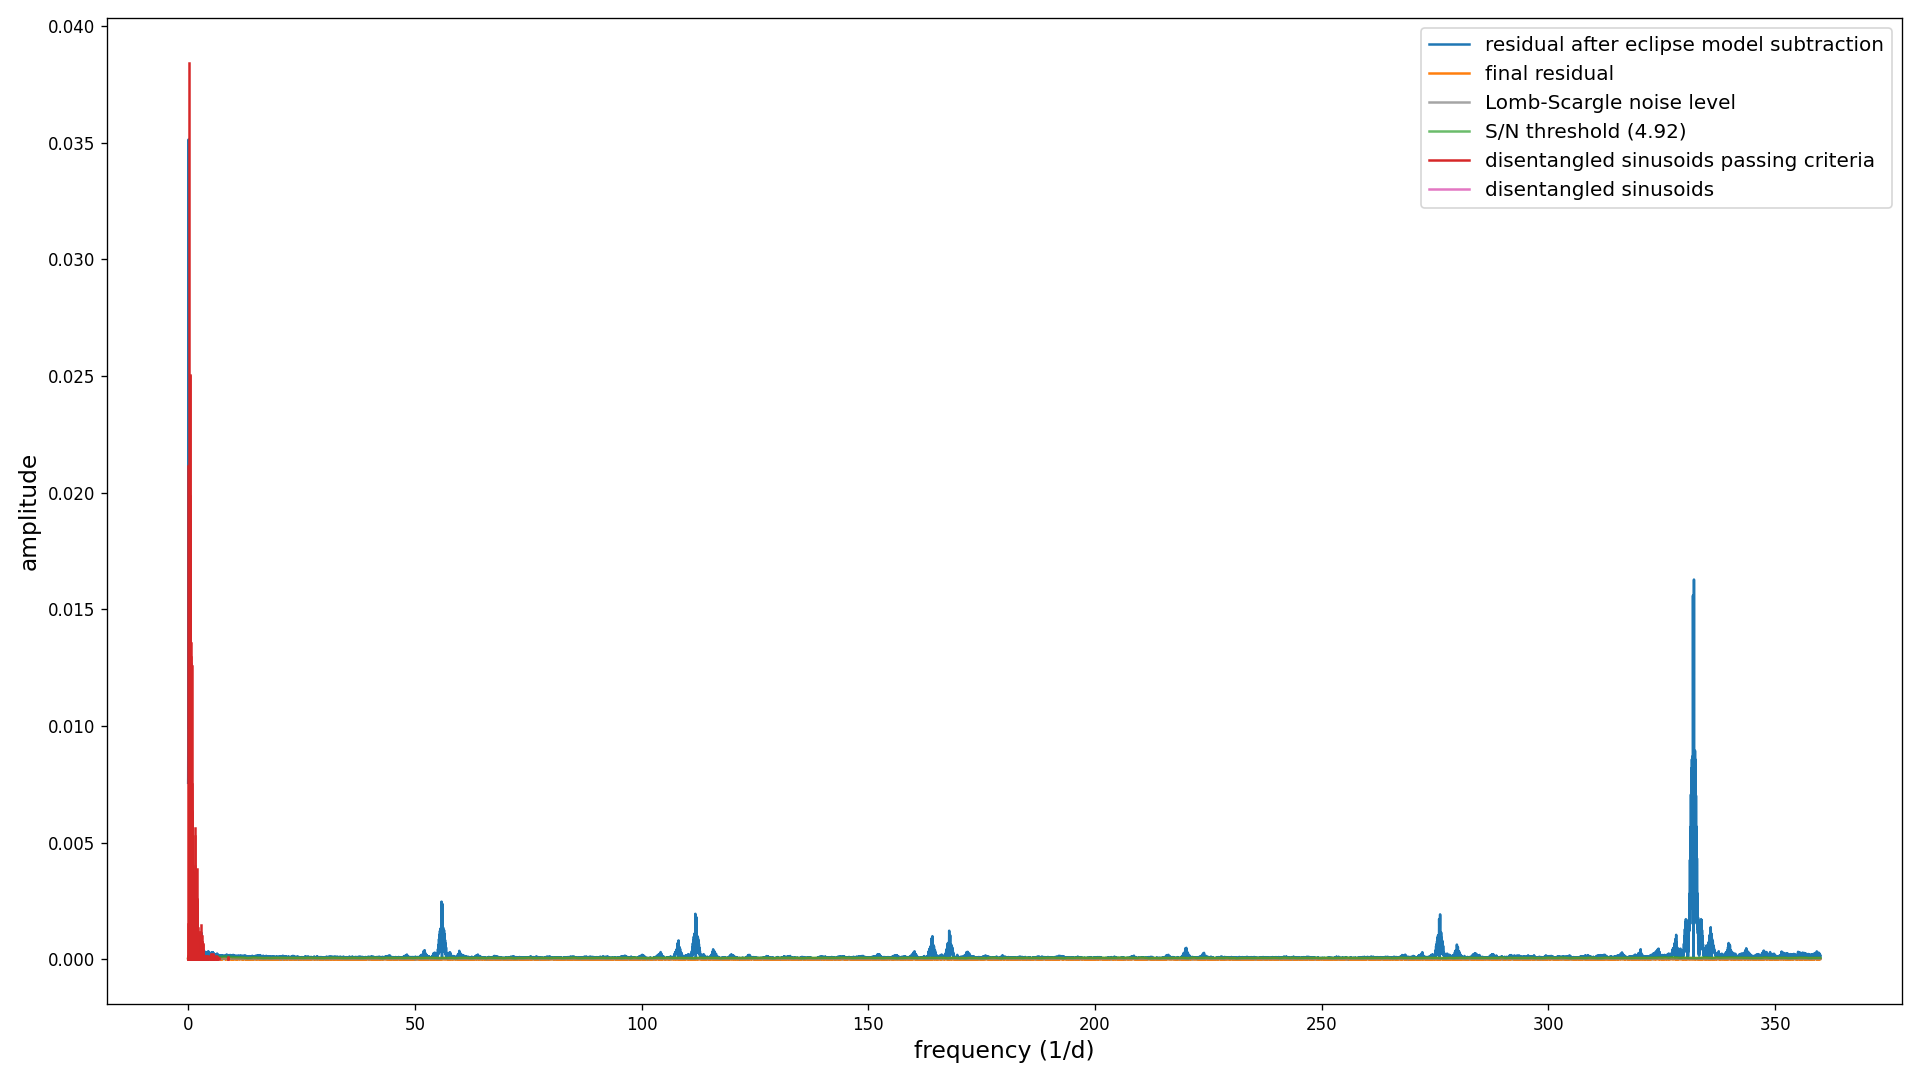 0.040
0.035
0.030
0.025
0.020
0.015
0.010
0.005
0.000
amplitude
0 50 100 150 200 250 300 350
frequency (1/d)
residual after eclipse model subtraction
final residual
Lomb-Scargle noise level
S/N threshold (4.92)
disentangled sinusoids passing criteria
disentangled sinusoids